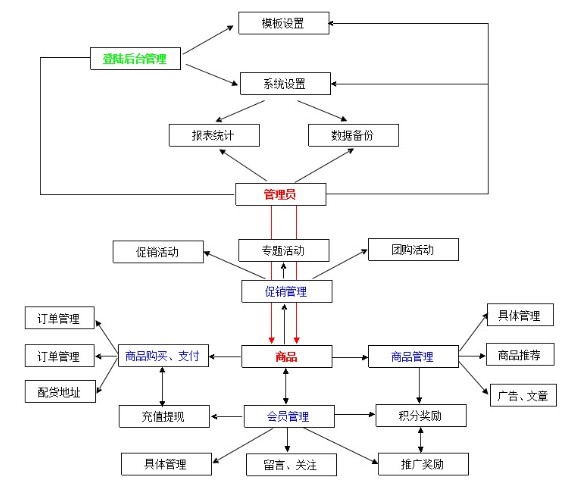 模板设置
登陆后台管理
系统设置
报表统计
数据备份
管理员
促销活动
专题活动
团购活动
促销管理
订单管理
具体管理
订单管理
商品购买、支付
商品
商品管理
商品推荐
配货地址
广告、文章
充值提现
会员管理
积分奖励
具体管理
留言、关注
推广奖励